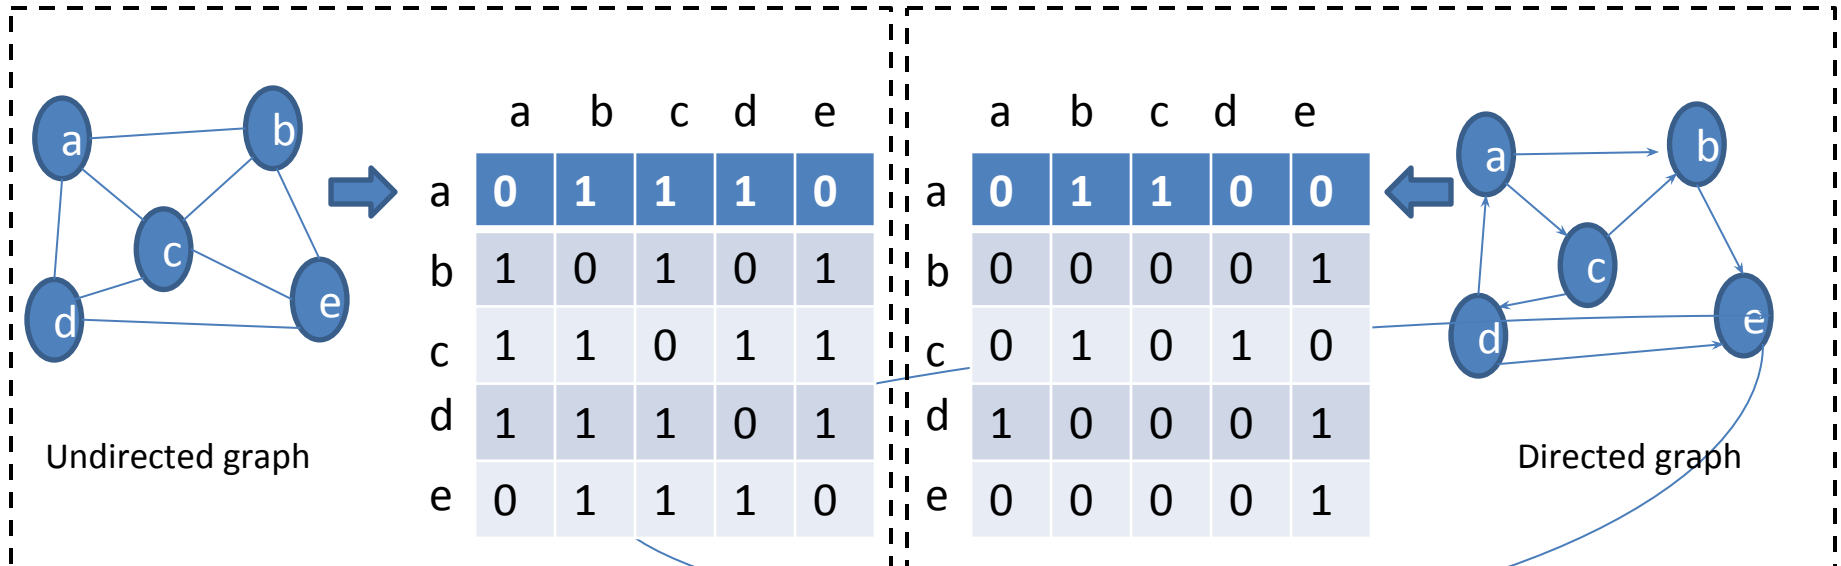 a b c d e
a 0 1 1 1 0
b 1 0 1 0 1
c 1 1 0 1 1
d 1 1 1 0 1
e 0 1 1 1 0
a
b
c
d
e
Undirected graph
a b c d e
a 0 1 1 0 0
b 0 0 0 0 1
c 0 1 0 1 0
d 1 0 0 0 1
e 0 0 0 0 1
a
b
c
d
e
Directed graph